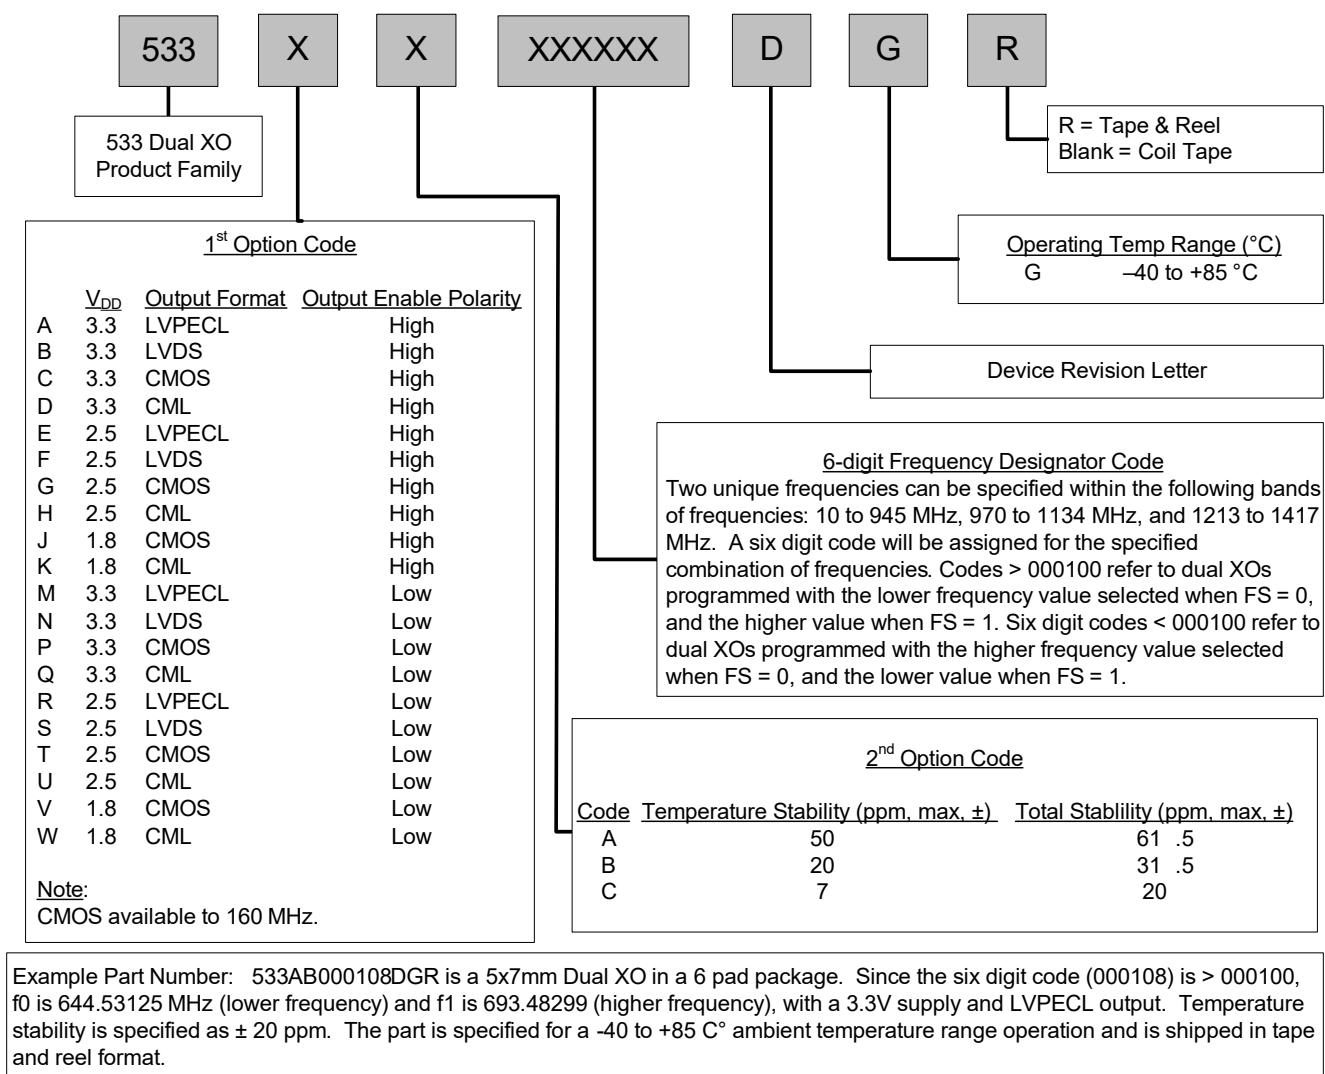 533 X X XXXXXX D G R
533 Dual XO
Product Family
R = Tape & Reel
Blank = Coil Tape
1st Option Code
VDD Output Format Output Enable Polarity
A 3.3 LVPECL High
B 3.3 LVDS High
C 3.3 CMOS High
D 3.3 CML High
E 2.5 LVPECL High
F 2.5 LVDS High
G 2.5 CMOS High
H 2.5 CML High
J 1.8 CMOS High
K 1.8 CML High
M 3.3 LVPECL Low
N 3.3 LVDS Low
P 3.3 CMOS Low
Q 3.3 CML Low
R 2.5 LVPECL Low
S 2.5 LVDS Low
T 2.5 CMOS Low
U 2.5 CML Low
V 1.8 CMOS Low
W 1.8 CML Low
Note:
CMOS available to 160 MHz.
Operating Temp Range (°C)
G –40 to +85 °C
Device Revision Letter
6-digit Frequency Designator Code
Two unique frequencies can be specified within the following bands
of frequencies: 10 to 945 MHz, 970 to 1134 MHz, and 1213 to 1417
MHz. A six digit code will be assigned for the specified
combination of frequencies. Codes > 000100 refer to dual XOs
programmed with the lower frequency value selected when FS = 0,
and the higher value when FS = 1. Six digit codes < 000100 refer to
dual XOs programmed with the higher frequency value selected
when FS = 0, and the lower value when FS = 1.
2nd Option Code
Code Temperature Stability (ppm, max, ±) Total Stablility (ppm, max, ±)
A 50 61 .5
B 20 31 .5
C 7 20
Example Part Number: 533AB000108DGR is a 5x7mm Dual XO in a 6 pad package. Since the six digit code (000108) is > 000100,
f0 is 644.53125 MHz (lower frequency) and f1 is 693.48299 (higher frequency), with a 3.3V supply and LVPECL output. Temperature
stability is specified as ± 20 ppm. The part is specified for a -40 to +85 C° ambient temperature range operation and is shipped in tape
and reel format.